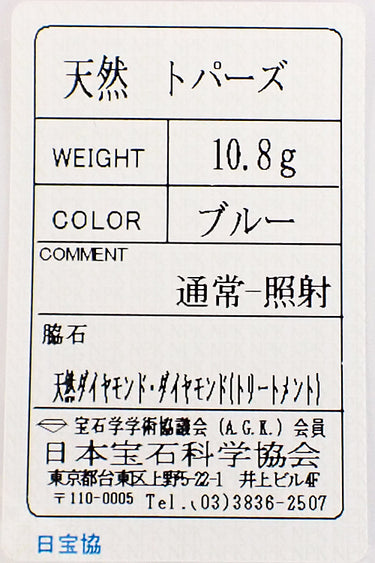 天然 トパーズ
WEIGHT 10.8g
COLOR ブルー
COMMENT
通常-照射
脇石
天然ダイヤモンド・ダイヤモンド(トリートメント)
宝石学学術協議会 (A.G.K.) 会員
日本宝石科学協会
東京都台東区上野5-22-1 井上ビル4F
〒110-0005 Tel.、(03)3836-2507
日宝協